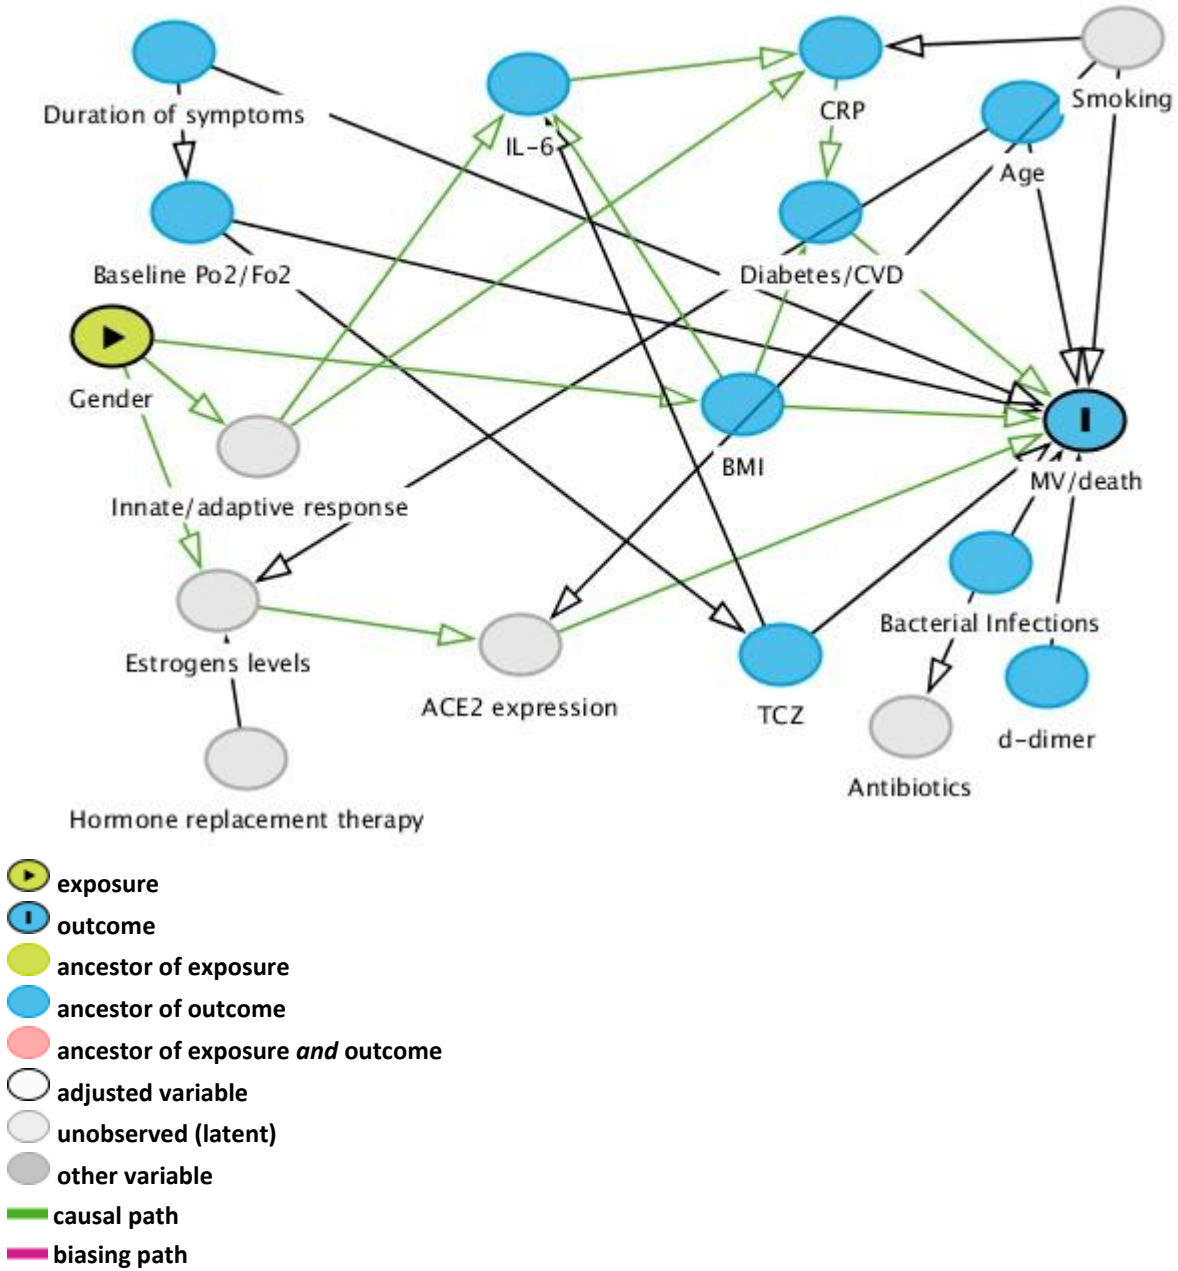 Smoking
Duration of symptoms
CRP
IL-6
Age
Baseline Po2/Fo2
Diabetes/CVD
Gender
BMI
MV/death
Innate/adaptive response
Bacterial Infections
Estrogens levels
ACE2 expression
TCZ
d-dimer
Antibiotics
Hormone replacement therapy
exposure
outcome
ancestor of exposure
ancestor of outcome
ancestor of exposure and outcome
adjusted variable
unobserved (latent)
other variable
causal path
biasing path